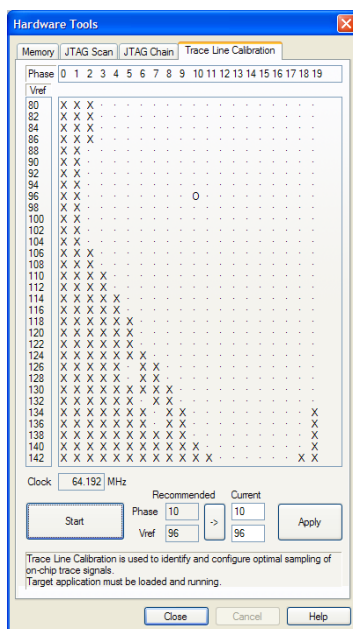 Hardware Tools
Memory JTAG Scan JTAG Chain Trace Line Calibration
Phase 0 1 2 3 4 5 6 7 8 9 10 11 12 13 14 15 16 17 18 19
Vref
80 X X X · · · · · · · · · · · · · · · · ·
82 X X X · · · · · · · · · · · · · · · · ·
84 X X X · · · · · · · · · · · · · · · · ·
86 X X X · · · · · · · · · · · · · · · · ·
88 X X · · · · · · · · · · · · · · · · · ·
90 X X · · · · · · · · · · · · · · · · · ·
92 X X · · · · · · · · · · · · · · · · · ·
94 X X · · · · · · · · · · · · · · · · · ·
96 X X · · · · · · · · O · · · · · · · · ·
98 X X · · · · · · · · · · · · · · · · · ·
100 X X · · · · · · · · · · · · · · · · · ·
102 X X · · · · · · · · · · · · · · · · · ·
104 X X · · · · · · · · · · · · · · · · · ·
106 X X X · · · · · · · · · · · · · · · · ·
108 X X X · · · · · · · · · · · · · · · · ·
110 X X X X · · · · · · · · · · · · · · · ·
112 X X X X · · · · · · · · · · · · · · · ·
114 X X X X X · · · · · · · · · · · · · · ·
116 X X X X X · · · · · · · · · · · · · · ·
118 X X X X X X · · · · · · · · · · · · · ·
120 X X X X X X · · · · · · · · · · · · · ·
122 X X X X X X · · · · · · · · · · · · · ·
124 X X X X X X X · · · · · · · · · · · · ·
126 X X X X X · X X · · · · · · · · · · · ·
128 X X X X X · X X · · · · · · · · · · · ·
130 X X X X X X X X X · · · · · · · · · · ·
132 X X X X X X · X X · · · · · · · · · · ·
134 X X X X X X X · X X · · · · · · · · · X
136 X X X X X X X · X X · · · · · · · · · X
138 X X X X X X X X X X · · · · · · · · · X
140 X X X X X X X X X X X · · · · · · · · X
142 X X X X X X X X X X X X · · · · · · X X
Clock 64.192 MHz
Recommended Current
Start Phase 10 -> 10 Apply
Vref 96 96
Trace Line Calibration is used to identify and configure optimal sampling of
on-chip trace signals.
Target application must be loaded and running.
Close Cancel Help